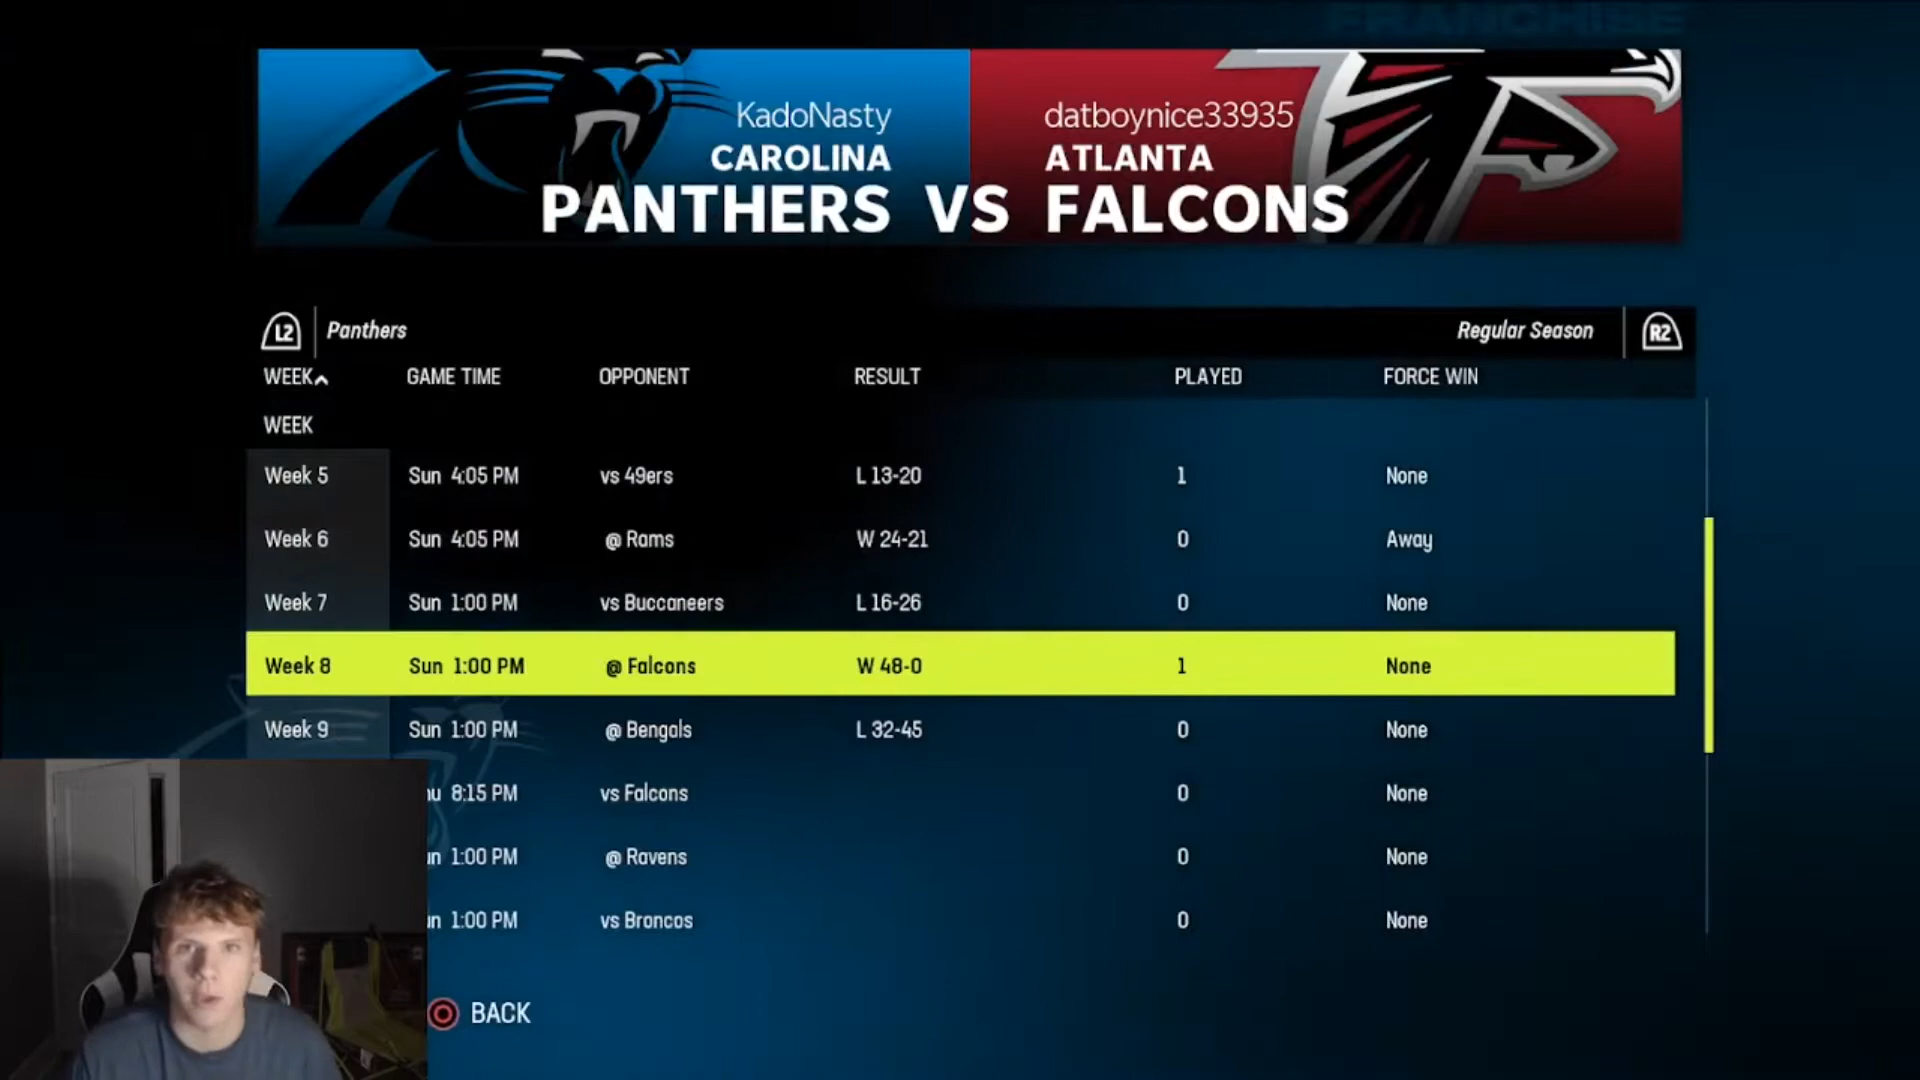 FRANCHISE
KadoNasty
CAROLINA
PANTHERS VS FALCONS
datboynice33935
ATLANTA
L2 Panthers
Regular Season R2
WEEK GAME TIME OPPONENT RESULT PLAYED FORCE WIN
WEEK
Week 5 Sun 4:05 PM vs 49ers L 13-20 1 None
Week 6 Sun 4:05 PM @ Rams W 24-21 0 Away
Week 7 Sun 1:00 PM vs Buccaneers L 16-26 0 None
Week 8 Sun 1:00 PM @ Falcons W 48-0 1 None
Week 9 Sun 1:00 PM @ Bengals L 32-45 0 None
8:15 PM vs Falcons 0 None
1:00 PM @ Ravens 0 None
1:00 PM vs Broncos 0 None
BACK